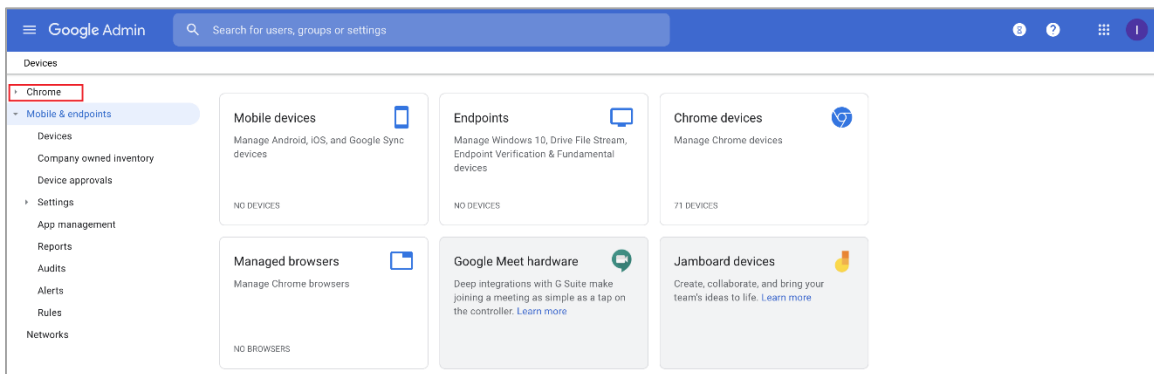 Google Admin
Search for users, groups or settings
8
?
I
Devices
Chrome
Mobile & endpoints
Devices
Company owned inventory
Device approvals
Settings
App management
Reports
Audits
Alerts
Rules
Networks
Mobile devices
Manage Android, iOS, and Google Sync
devices
NO DEVICES
Endpoints
Manage Windows 10, Drive File Stream,
Endpoint Verification & Fundamental
devices
NO DEVICES
Chrome devices
Manage Chrome devices
71 DEVICES
Managed browsers
Manage Chrome browsers
NO BROWSERS
Google Meet hardware
Deep integrations with G Suite make
joining a meeting as simple as a tap on
the controller. Learn more
Jamboard devices
Create, collaborate, and bring your
team's ideas to life. Learn more